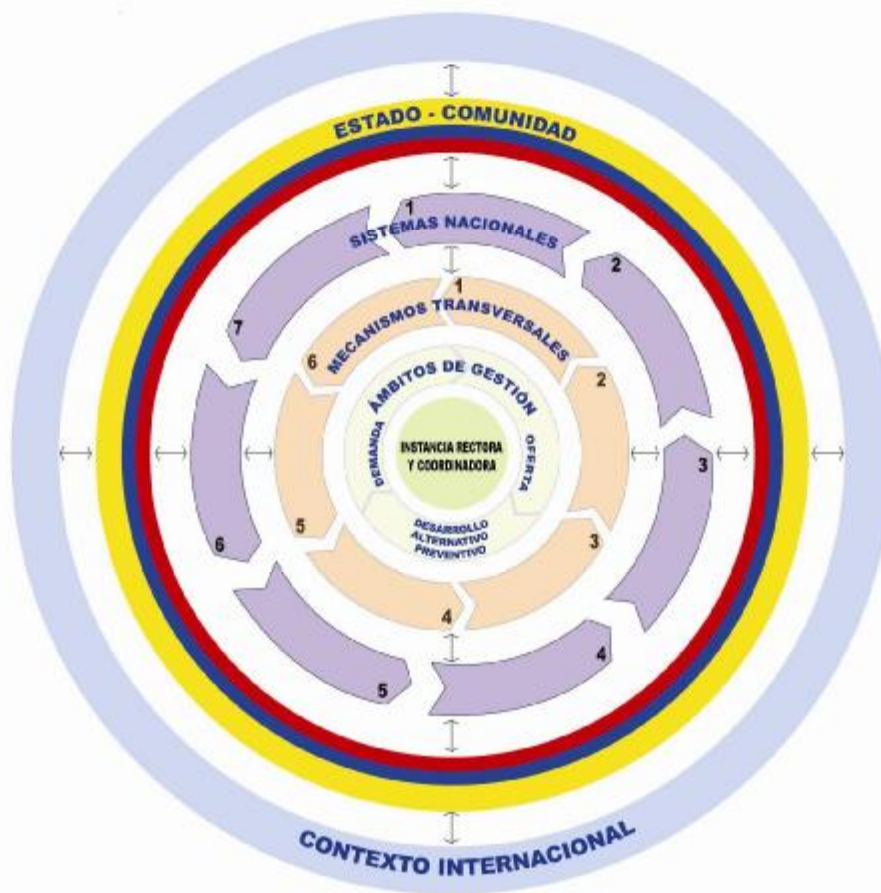 ESTADO - COMUNIDAD
1
SISTEMAS NACIONALES
2
3
4
5
6
7
1
MECANISMOS TRANSVERSALES
2
3
4
5
6
ÁMBITOS DE GESTIÓN
DEMANDA
OFERTA
DESARROLLO
ALTERNATIVO
PREVENTIVO
INSTANCIA RECTORA
Y COORDINADORA
CONTEXTO INTERNACIONAL